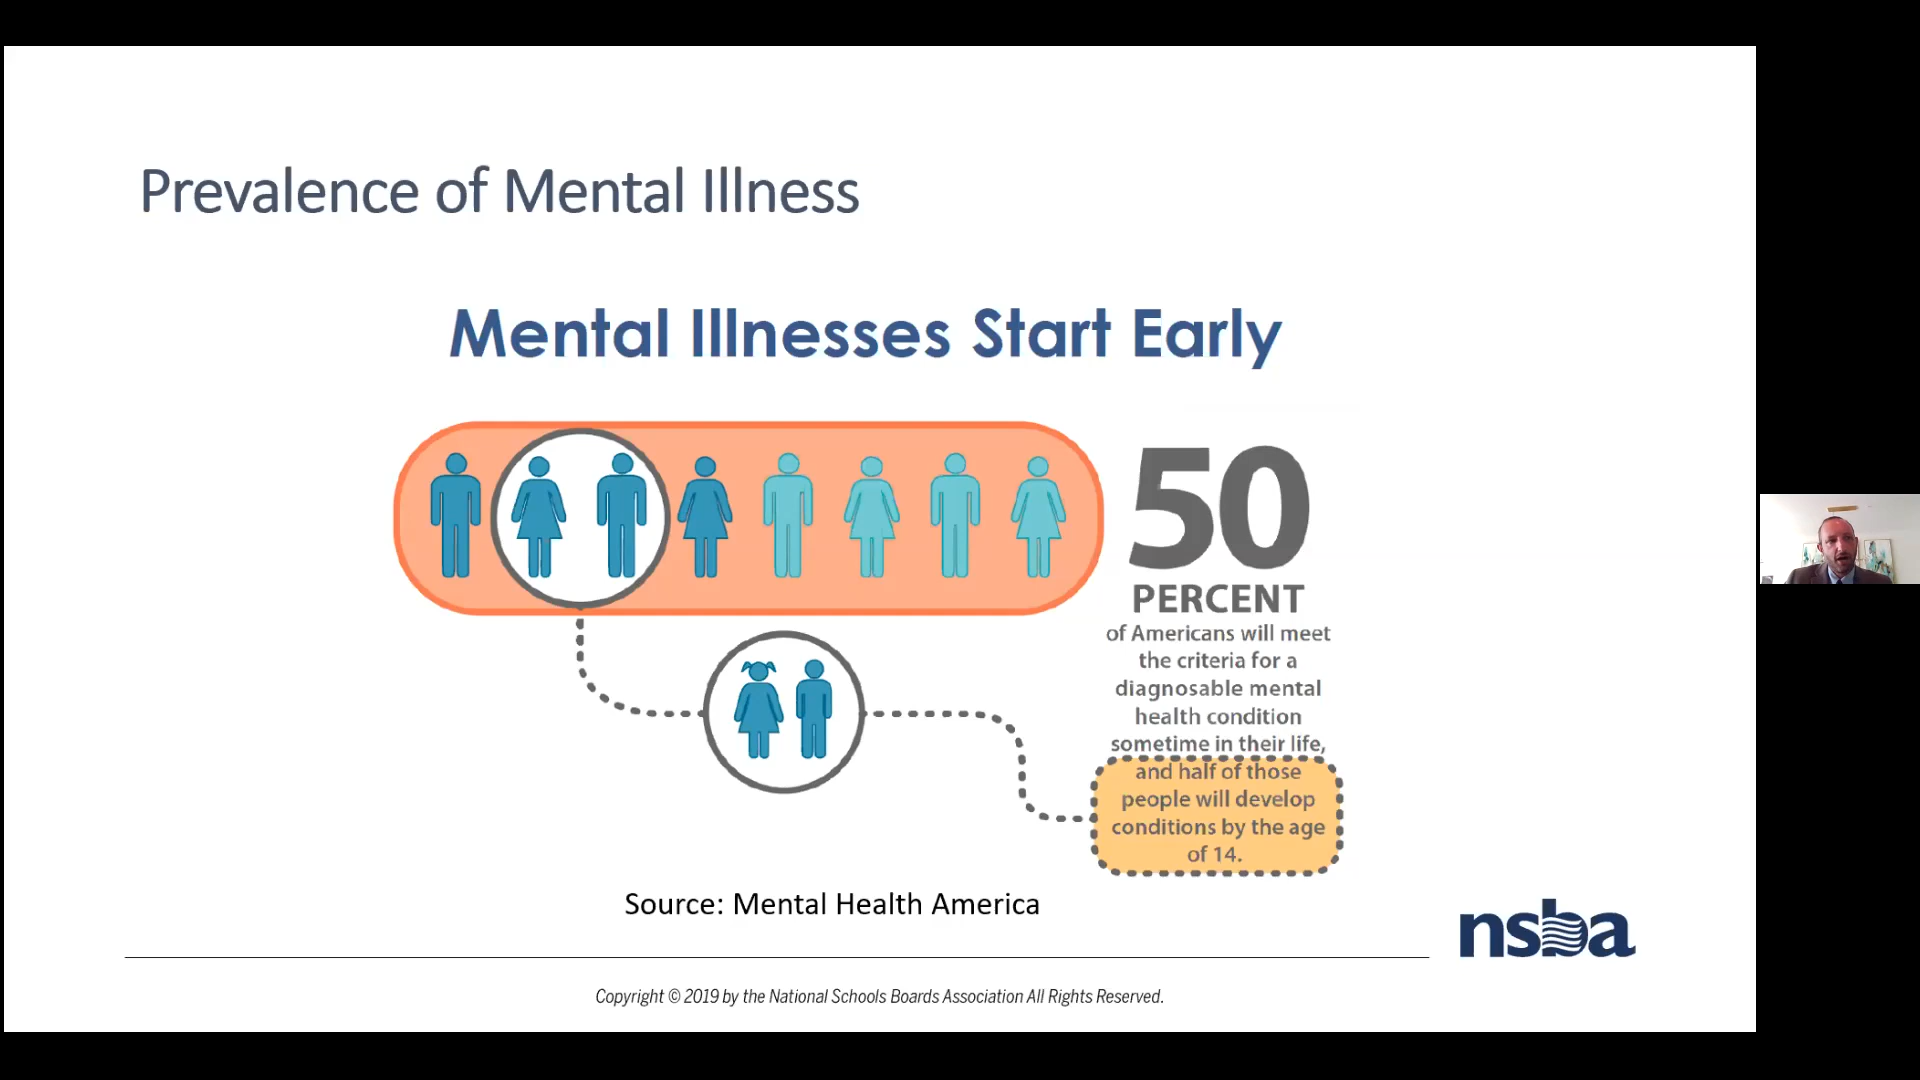 Prevalence of Mental Illness
Mental Illnesses Start Early
50
PERCENT
of Americans will meet
the criteria for a
diagnosable mental
health condition
sometime in their life,
and half of those
people will develop
conditions by the age
of 14.
Source: Mental Health America
nsba
Copyright © 2019 by the National Schools Boards Association All Rights Reserved.